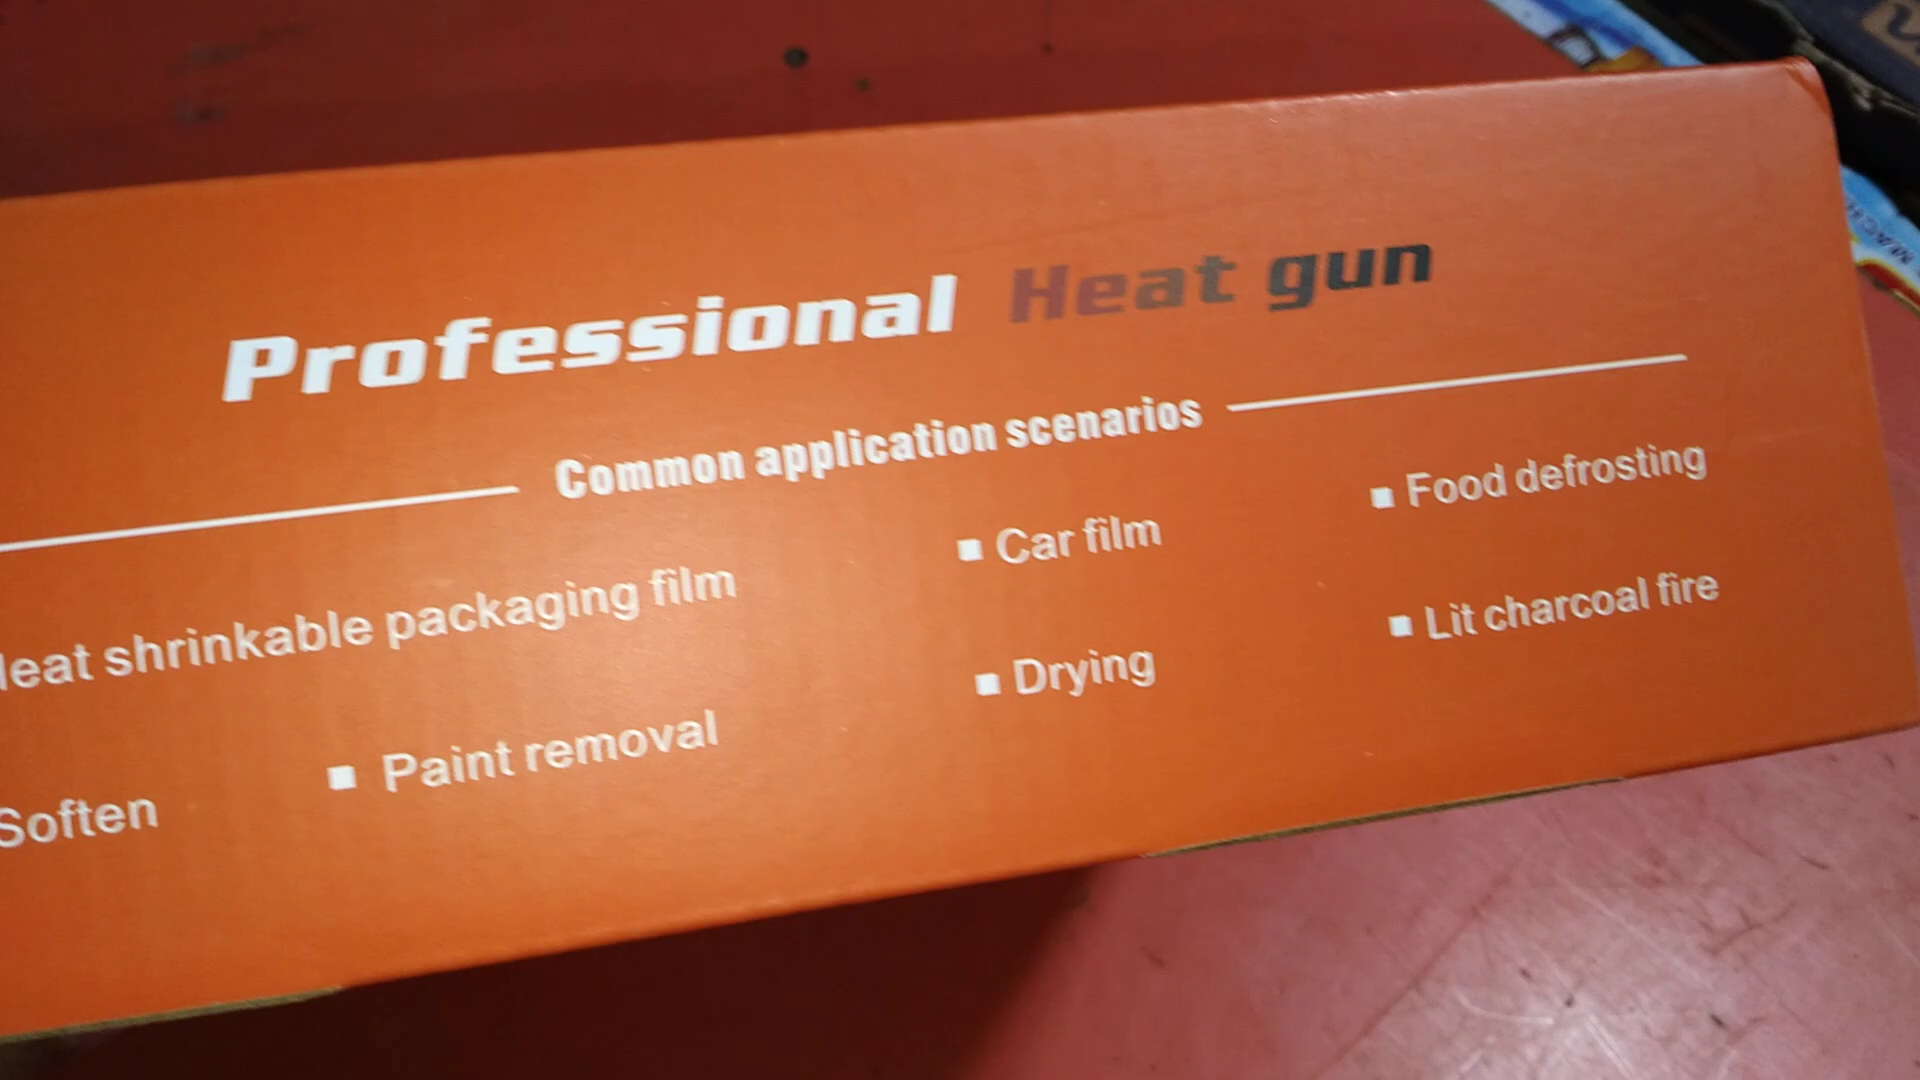 Professional Heat gun
Common application scenarios
Heat shrinkable packaging film ▪ Car film ▪ Food defrosting
Soften ▪ Paint removal ▪ Drying ▪ Lit charcoal fire